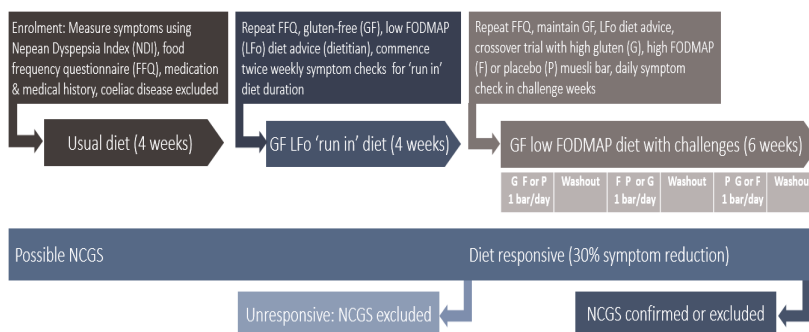 Enrolment: Measure symptoms using
Nepean Dyspepsia Index (NDI), food
frequency questionnaire (FFQ), medication
& medical history, coeliac disease excluded
Repeat FFQ, gluten-free (GF), low FODMAP
(LFo) diet advice (dietitian), commence
twice weekly symptom checks for ‘run in’
diet duration
Repeat FFQ, maintain GF, LFo diet advice,
crossover trial with high gluten (G), high FODMAP
(F) or placebo (P) muesli bar, daily symptom
check in challenge weeks
Usual diet (4 weeks)
GF LFo ‘run in’ diet (4 weeks)
GF low FODMAP diet with challenges (6 weeks)
G F or P
1 bar/day
Washout
F P or G
1 bar/day
Washout
P G or F
1 bar/day
Washou
Possible NCGS
Diet responsive (30% symptom reduction)
Unresponsive: NCGS excluded
NCGS confirmed or excluded